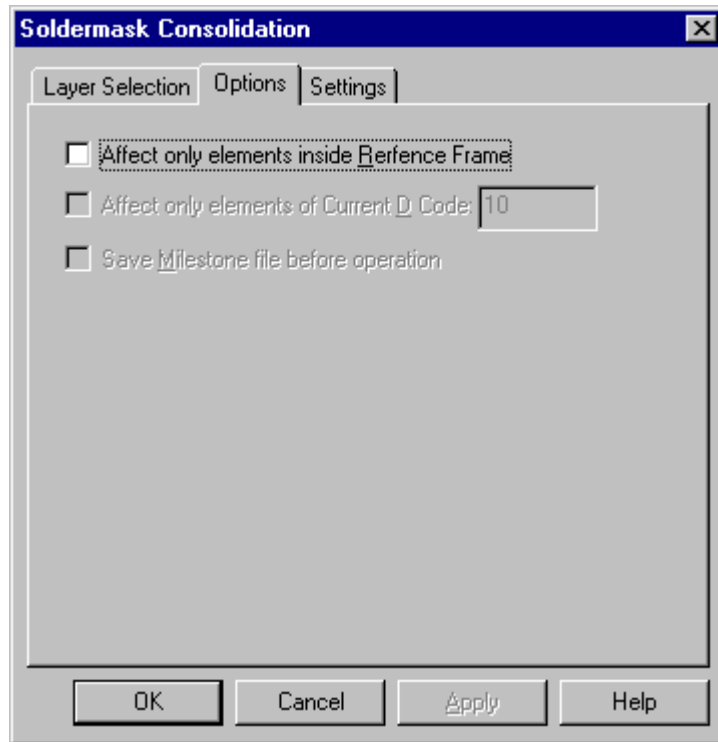 Soldermask Consolidation
Layer Selection Options Settings
Affect only elements inside Rerfence Frame
Affect only elements of Current D Code: 10
Save Milestone file before operation
OK Cancel Apply Help